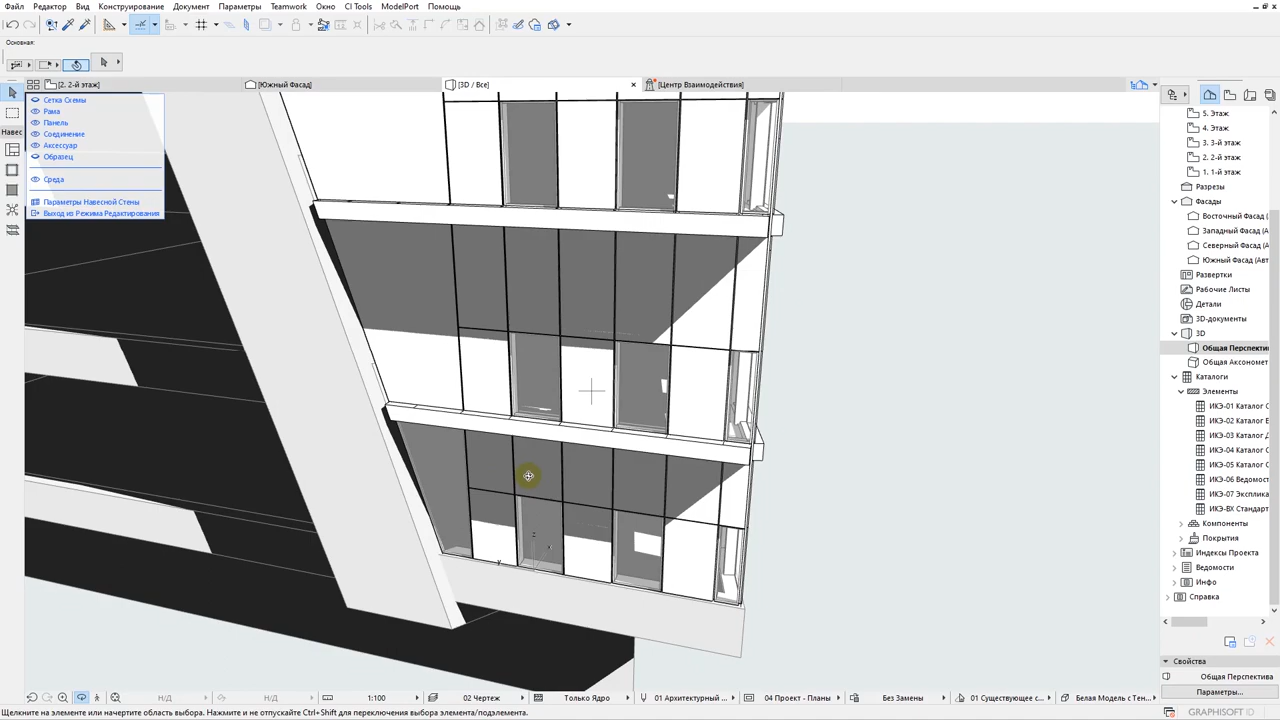 Файл Редактор Вид Конструирование Документ Параметры Teamwork Окно CI Tools ModelPort Помощь
Основная:
[2. 2-й этаж]
[Южный Фасад]
[3D / Все]
[Центр Взаимодействия]
Навес
Сетка Схемы
Рама
Панель
Соединение
Аксессуар
Образец
Среда
Параметры Навесной Стены
Выход из Режима Редактирования
5. Этаж
4. Этаж
3. 3-й этаж
2. 2-й этаж
1. 1-й этаж
Разрезы
Фасады
Восточный Фасад (
Западный Фасад (А
Северный Фасад (А
Южный Фасад (Авт
Развертки
Рабочие Листы
Детали
3D-документы
3D
Общая Перспектив
Общая Аксономет
Каталоги
Элементы
ИКЭ-01 Каталог С
ИКЭ-02 Каталог Е
ИКЭ-03 Каталог Д
ИКЭ-04 Каталог С
ИКЭ-05 Каталог С
ИКЭ-06 Ведомост
ИКЭ-07 Эксплика
ИКЭ-ВХ Стандарт
Компоненты
Покрытия
Индексы Проекта
Ведомости
Инфо
Справка
Свойства
Общая Перспектива
Параметры...
Н/Д
Н/Д
1:100
02 Чертеж
Только Ядро
01 Архитектурный ...
04 Проект - Планы
Без Замены
01 Существующее с...
Белая Модель с Тен...
Щелкните на элементе или начертите область выбора. Нажмите и не отпускайте Ctrl+Shift для переключения выбора элемента/подэлемента.
GRAPHISOFT ID